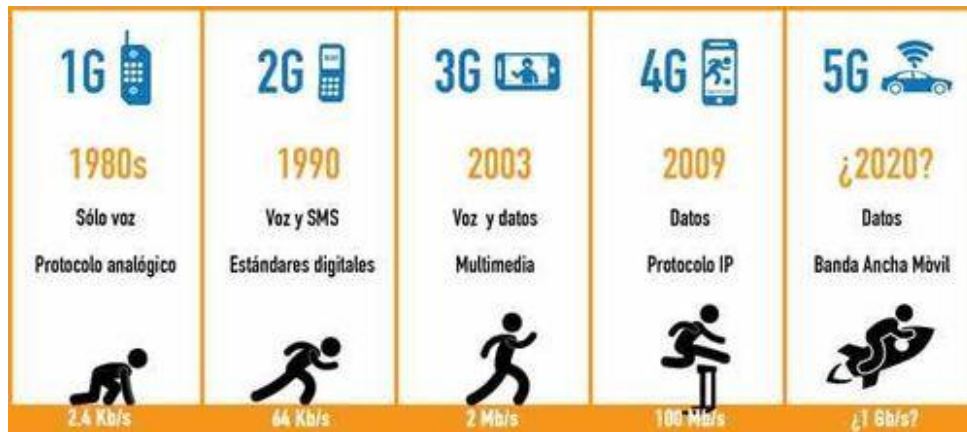 1G
1980s
Sólo voz
Protocolo analógico
2.4 Kb/s
2G
1990
Voz y SMS
Estándares digitales
64 Kb/s
3G
2003
Voz y datos
Multimedia
2 Mb/s
4G
2009
Datos
Protocolo IP
100 Mb/s
5G
¿2020?
Datos
Banda Ancha Mòvil
¿1 Gb/s?